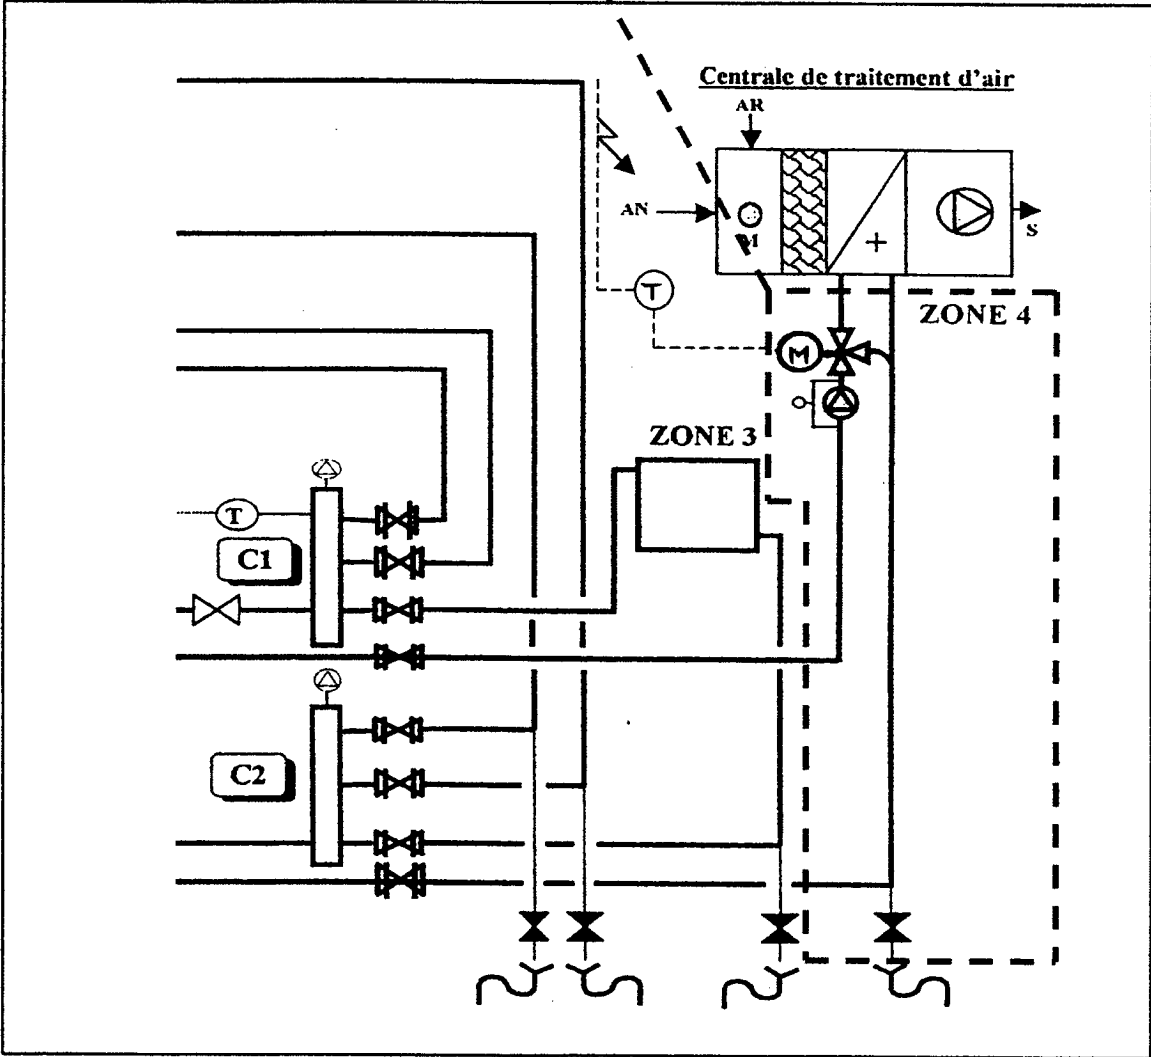 Centrale de traitement d'air
AR
AN
M
+
S
T
ZONE 4
M
ZONE 3
T
C1
C2